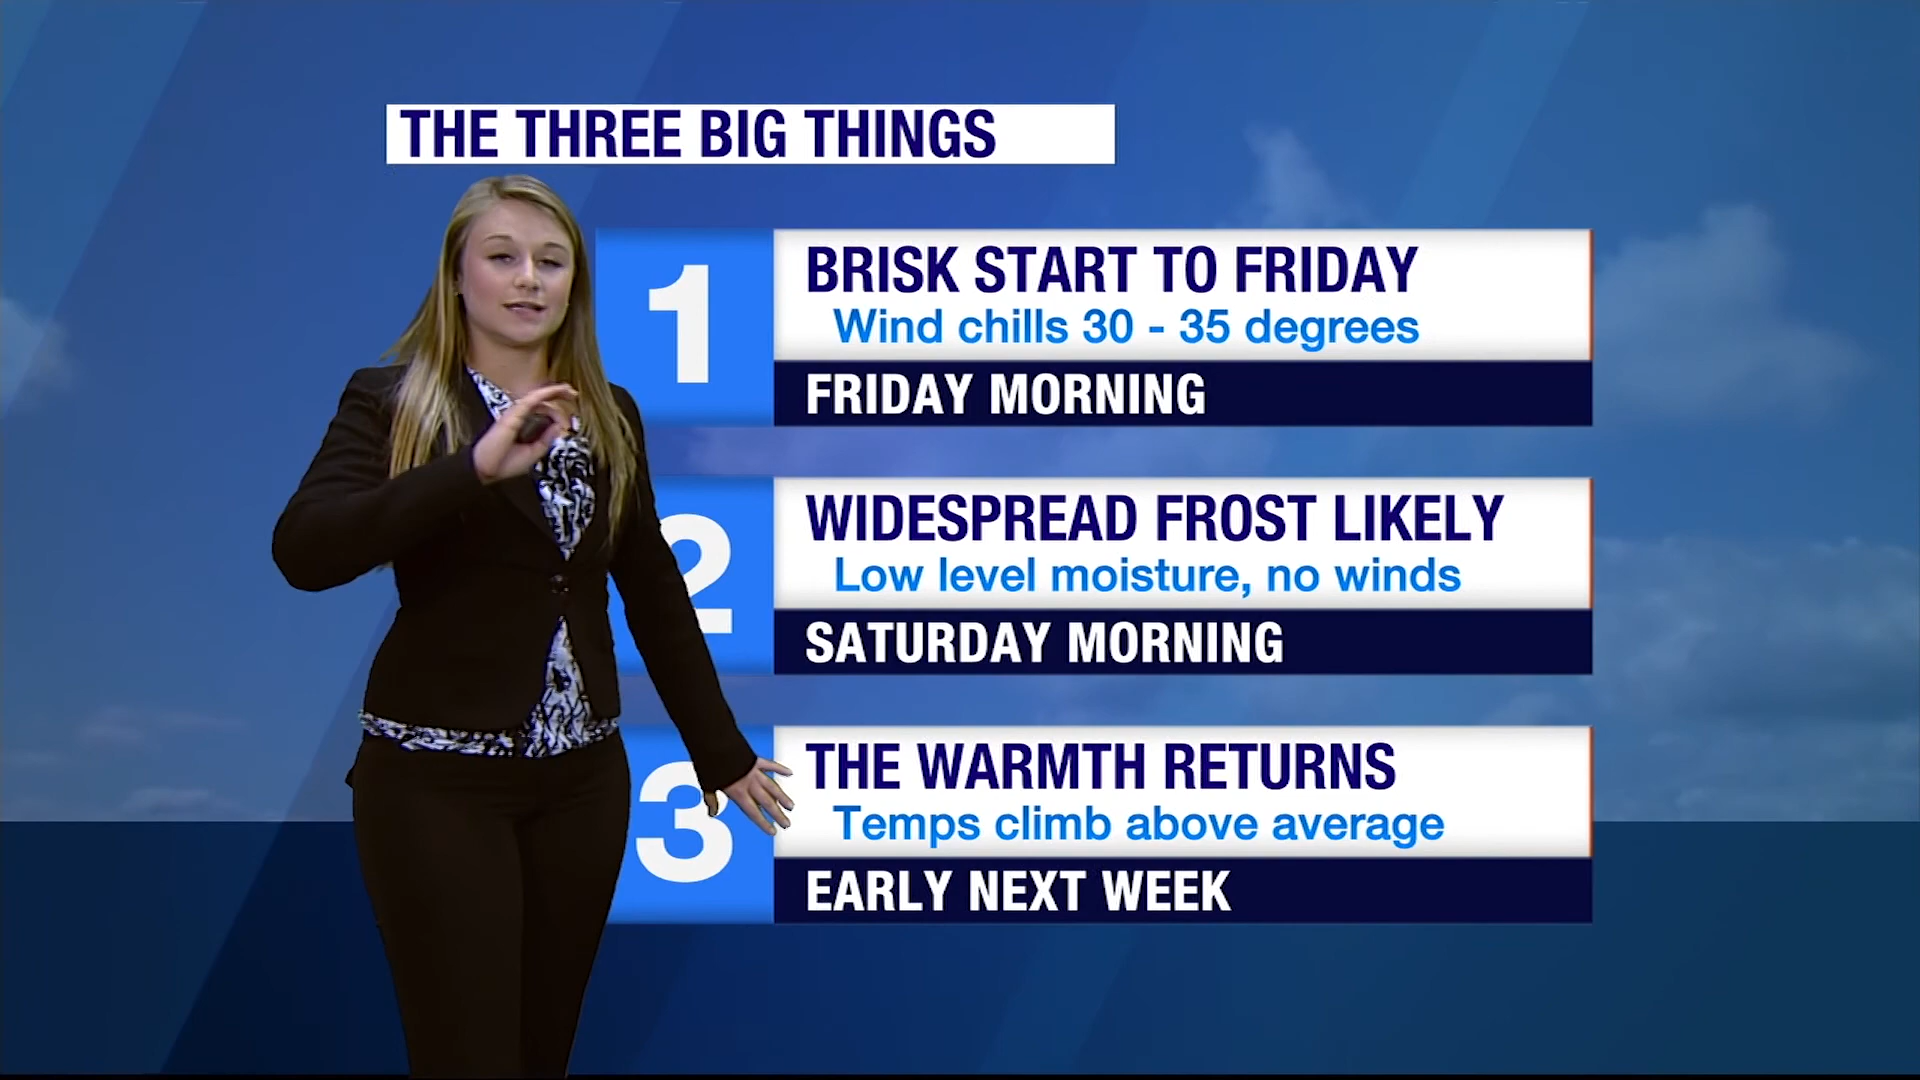 THE THREE BIG THINGS
1
BRISK START TO FRIDAY
Wind chills 30 - 35 degrees
FRIDAY MORNING
2
WIDESPREAD FROST LIKELY
Low level moisture, no winds
SATURDAY MORNING
3
THE WARMTH RETURNS
Temps climb above average
EARLY NEXT WEEK